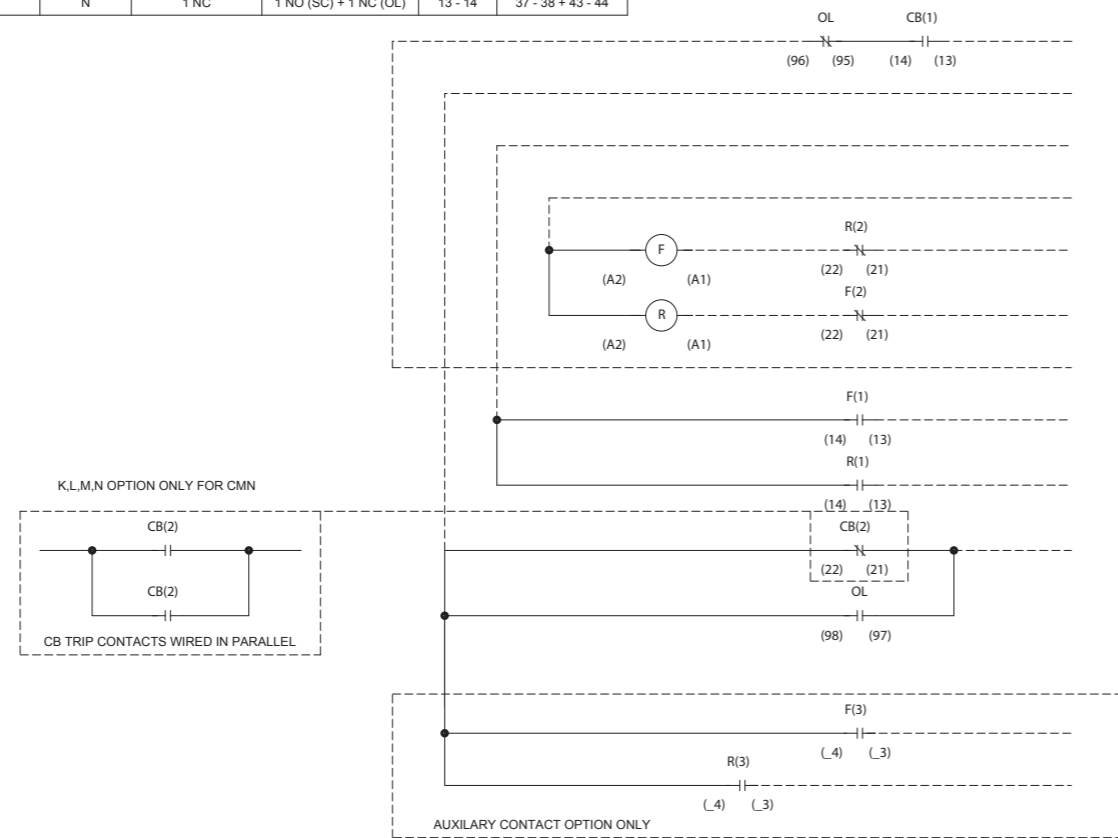 N 1 NC 1 NO (SC) + 1 NC (OL) 13 - 14 37 - 38 + 43 - 44
OL CB(1)
(96) (95) (14) (13)
R(2)
F
(A2) (A1) (22) (21)
F(2)
R
(A2) (A1) (22) (21)
F(1)
(14) (13)
R(1)
(14) (13)
K,L,M,N OPTION ONLY FOR CMN
CB(2) CB(2)
(22) (21)
CB(2) OL
(98) (97)
CB TRIP CONTACTS WIRED IN PARALLEL
F(3)
(_4) (_3)
R(3)
(_4) (_3)
AUXILARY CONTACT OPTION ONLY